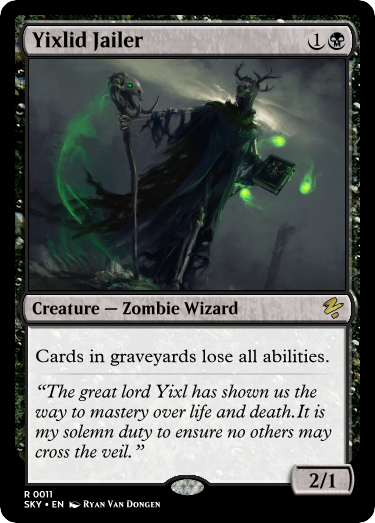 Yixlid Jailer 1
Creature — Zombie Wizard
Cards in graveyards lose all abilities.
“The great lord Yixl has shown us the
way to mastery over life and death.It is
my solemn duty to ensure no others may
cross the veil.”
2/1
R 0011
SKY • EN RYAN VAN DONGEN